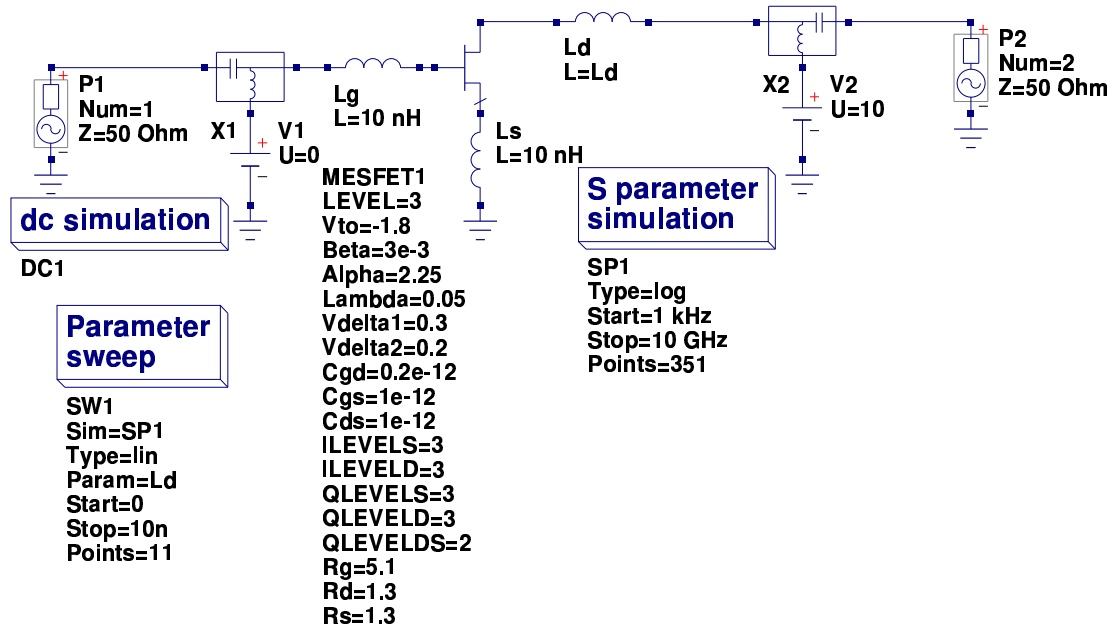 P1
Num=1
Z=50 Ohm
X1
V1
U=0
Lg
L=10 nH
Ld
L=Ld
Ls
L=10 nH
X2
V2
U=10
P2
Num=2
Z=50 Ohm
dc simulation
DC1
Parameter
sweep
SW1
Sim=SP1
Type=lin
Param=Ld
Start=0
Stop=10n
Points=11
MESFET1
LEVEL=3
Vto=-1.8
Beta=3e-3
Alpha=2.25
Lambda=0.05
Vdelta1=0.3
Vdelta2=0.2
Cgd=0.2e-12
Cgs=1e-12
Cds=1e-12
ILEVELS=3
ILEVELD=3
QLEVELS=3
QLEVELD=3
QLEVELDS=2
Rg=5.1
Rd=1.3
Rs=1.3
S parameter
simulation
SP1
Type=log
Start=1 kHz
Stop=10 GHz
Points=351